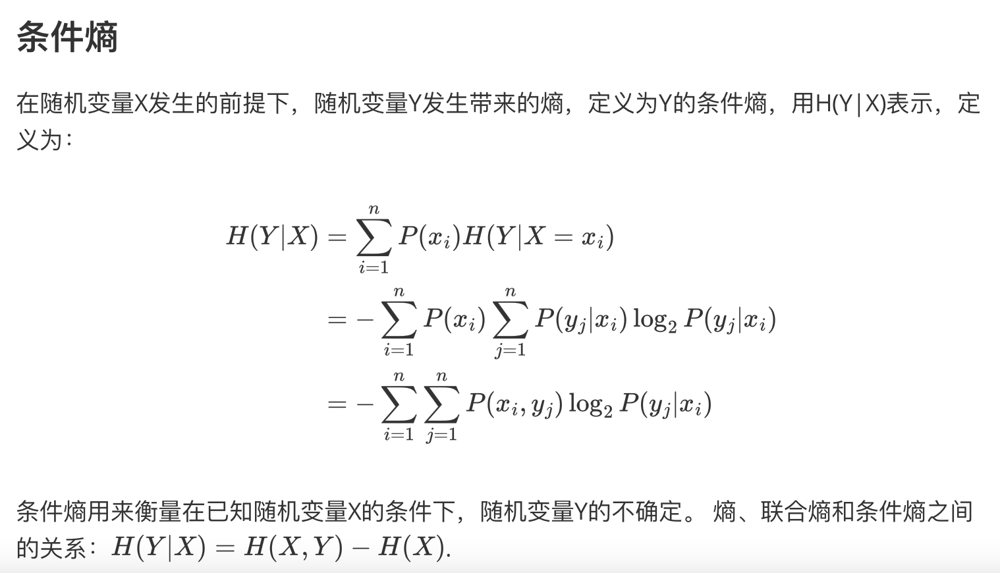 条件熵
在随机变量X发生的前提下，随机变量Y发生带来的熵，定义为Y的条件熵，用H(Y|X)表示，定
义为：
$H(Y|X) = \sum_{i=1}^{n} P(x_i)H(Y|X = x_i)$
$= -\sum_{i=1}^{n} P(x_i) \sum_{j=1}^{n} P(y_j|x_i) \log_2 P(y_j|x_i)$
$= -\sum_{i=1}^{n} \sum_{j=1}^{n} P(x_i, y_j) \log_2 P(y_j|x_i)$
条件熵用来衡量在已知随机变量X的条件下，随机变量Y的不确定。 熵、联合熵和条件熵之间
的关系：$H(Y|X) = H(X, Y) - H(X)$.